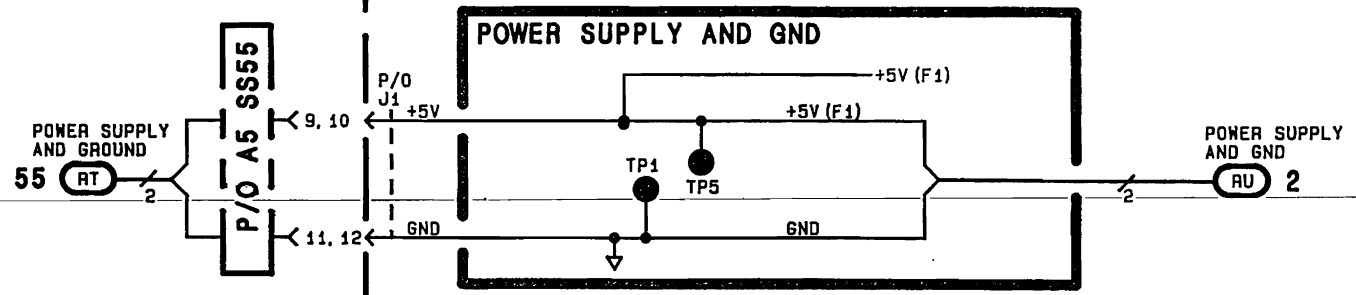 POWER SUPPLY AND GND
P/O A5 SS55
P/O
J1
+5V (F1)
9, 10
+5V
+5V (F1)
POWER SUPPLY
AND GROUND
55
RT
2
TP1
TP5
POWER SUPPLY
AND GND
RU
2
2
11, 12
GND
GND